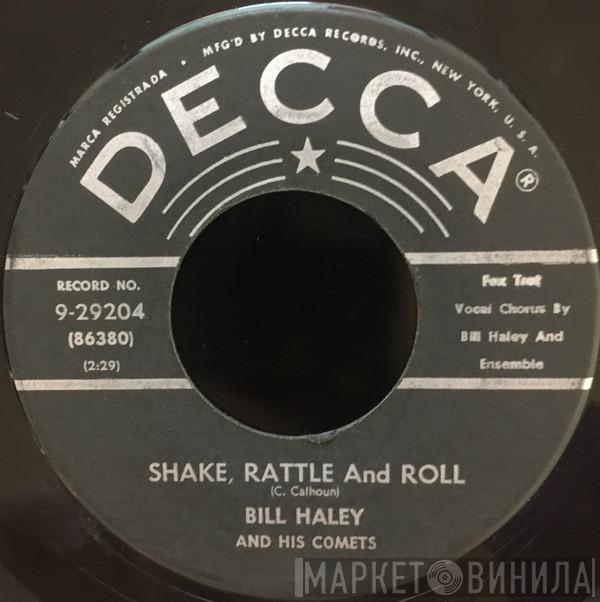 MARCA REGISTRADA • MFG'D BY DECCA RECORDS, INC., NEW YORK, U. S. A.
DECCA®
RECORD NO.
9-29204
(86380)
(2:29)
Fox Trot
Vocal Chorus By
Bill Haley And
Ensemble
SHAKE, RATTLE And ROLL
(C. Calhoun)
BILL HALEY
AND HIS COMETS
МАРКЕТ ВИНИЛА